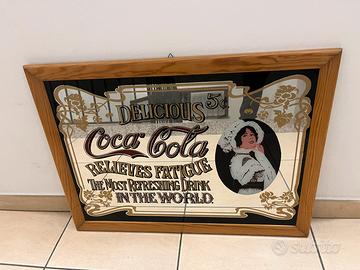 DELICIOUS 5¢
Coca-Cola
RELIEVES FATIGUE
THE MOST REFRESHING DRINK
IN THE WORLD
subito